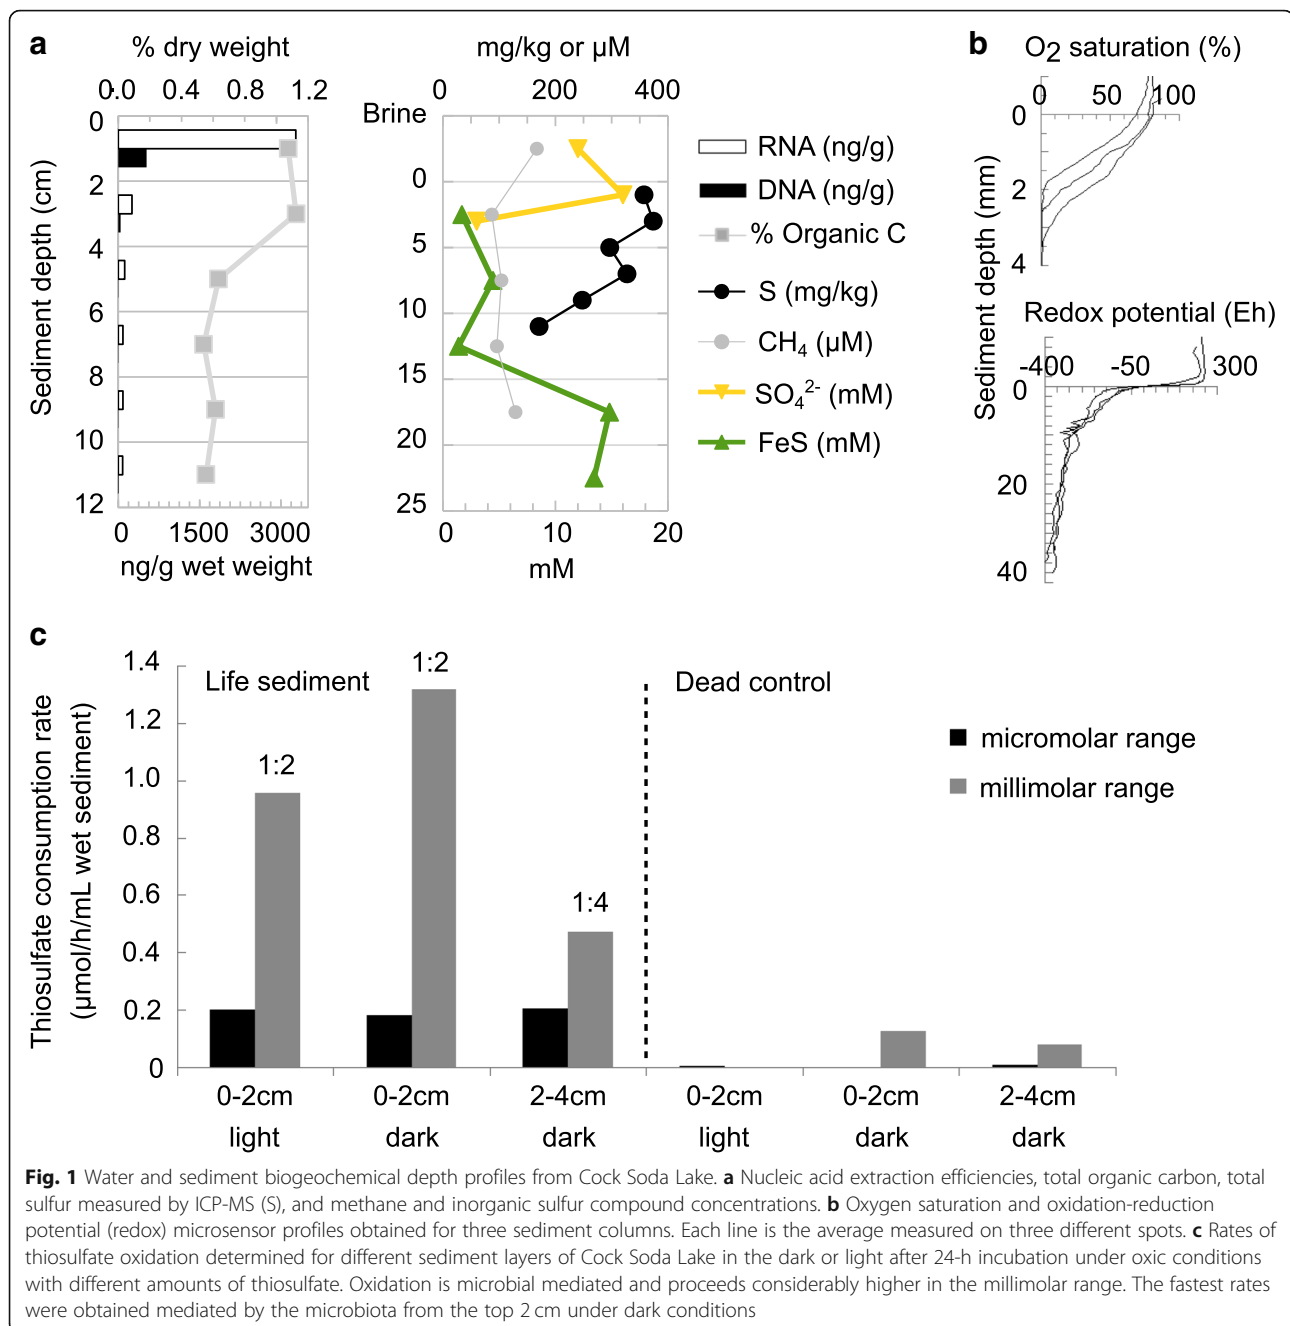 a
% dry weight
0.0 0.4 0.8 1.2
0
2
4
6
8
10
12
Sediment depth (cm)
0 1500 3000
ng/g wet weight
mg/kg or µM
0 200 400
Brine
0
5
10
15
20
25
0 10 20
mM
RNA (ng/g)
DNA (ng/g)
% Organic C
S (mg/kg)
CH4 (µM)
SO4 2- (mM)
FeS (mM)
b
O2 saturation (%)
0 50 100
0
2
4
Sediment depth (mm)
Redox potential (Eh)
-400 -50 300
0
20
40
c
Thiosulfate consumption rate
(µmol/h/mL wet sediment)
1.4
1.2
1.0
0.8
0.6
0.4
0.2
0
Life sediment
Dead control
1:2
1:2
1:4
micromolar range
millimolar range
0-2cm 0-2cm 2-4cm 0-2cm 0-2cm 2-4cm
light dark dark light dark dark
Fig. 1 Water and sediment biogeochemical depth profiles from Cock Soda Lake. a Nucleic acid extraction efficiencies, total organic carbon, total
sulfur measured by ICP-MS (S), and methane and inorganic sulfur compound concentrations. b Oxygen saturation and oxidation-reduction
potential (redox) microsensor profiles obtained for three sediment columns. Each line is the average measured on three different spots. c Rates of
thiosulfate oxidation determined for different sediment layers of Cock Soda Lake in the dark or light after 24-h incubation under oxic conditions
with different amounts of thiosulfate. Oxidation is microbial mediated and proceeds considerably higher in the millimolar range. The fastest rates
were obtained mediated by the microbiota from the top 2 cm under dark conditions